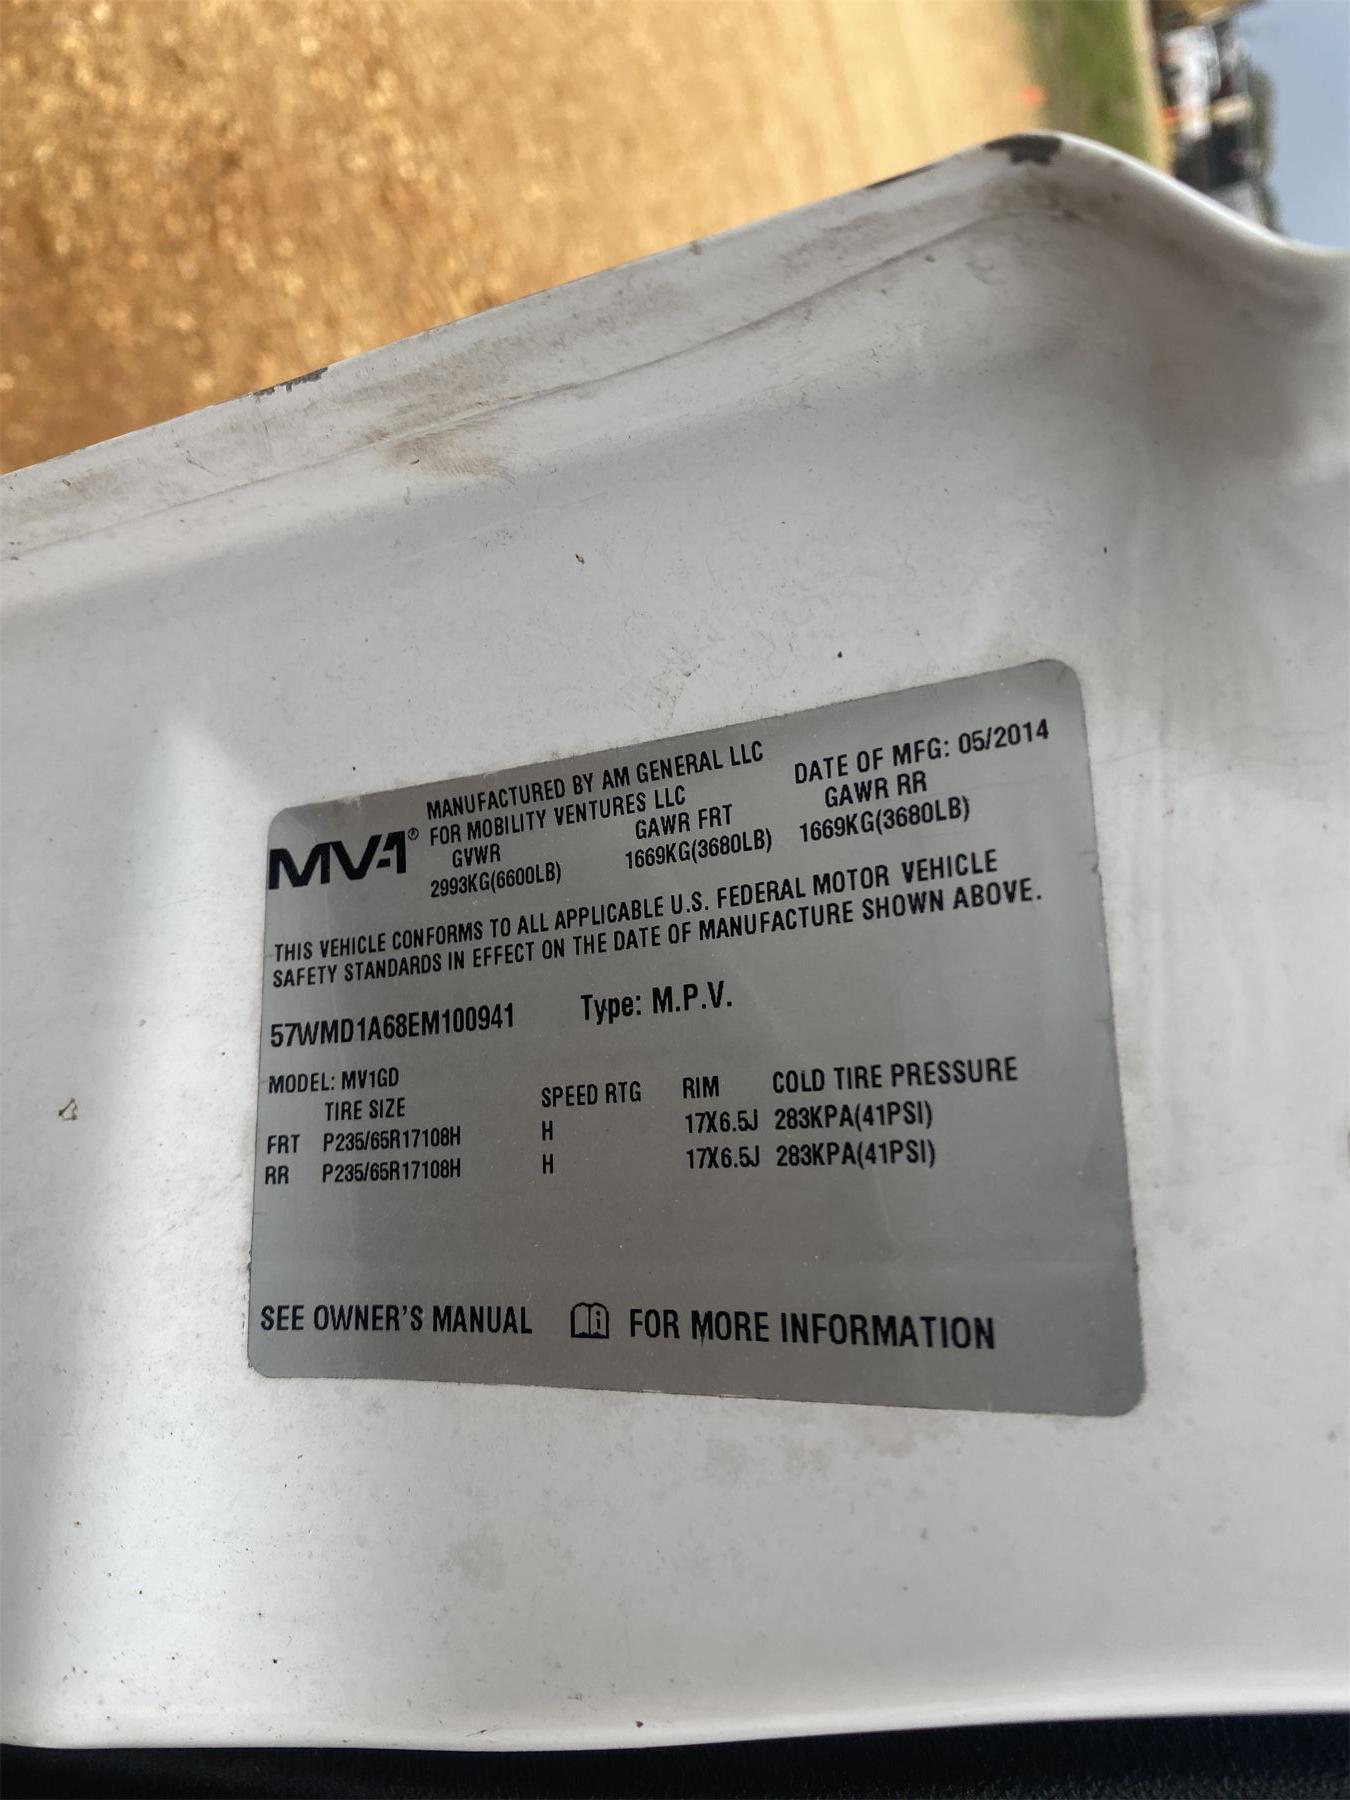 MV-1®
MANUFACTURED BY AM GENERAL LLC
FOR MOBILITY VENTURES LLC
DATE OF MFG: 05/2014
GVWR GAWR FRT GAWR RR
2993KG(6600LB) 1669KG(3680LB) 1669KG(3680LB)
THIS VEHICLE CONFORMS TO ALL APPLICABLE U.S. FEDERAL MOTOR VEHICLE
SAFETY STANDARDS IN EFFECT ON THE DATE OF MANUFACTURE SHOWN ABOVE.
57WMD1A68EM100941 Type: M.P.V.
MODEL: MV1GD
TIRE SIZE SPEED RTG RIM COLD TIRE PRESSURE
FRT P235/65R17108H H 17X6.5J 283KPA(41PSI)
RR P235/65R17108H H 17X6.5J 283KPA(41PSI)
SEE OWNER'S MANUAL FOR MORE INFORMATION